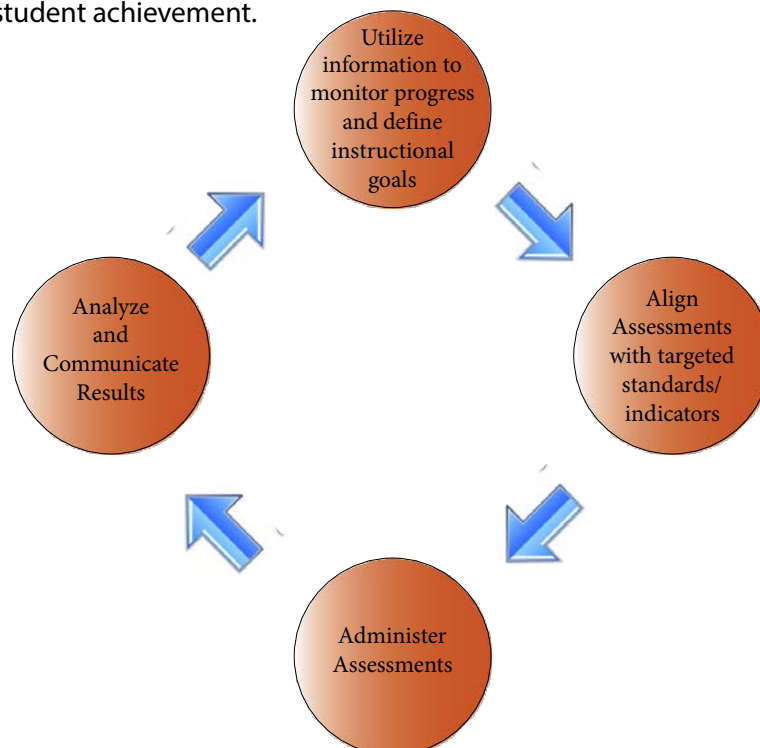 student achievement.
Utilize
information to
monitor progress
and define
instructional
goals
Analyze
and
Communicate
Results
Align
Assessments
with targeted
standards/
indicators
Administer
Assessments